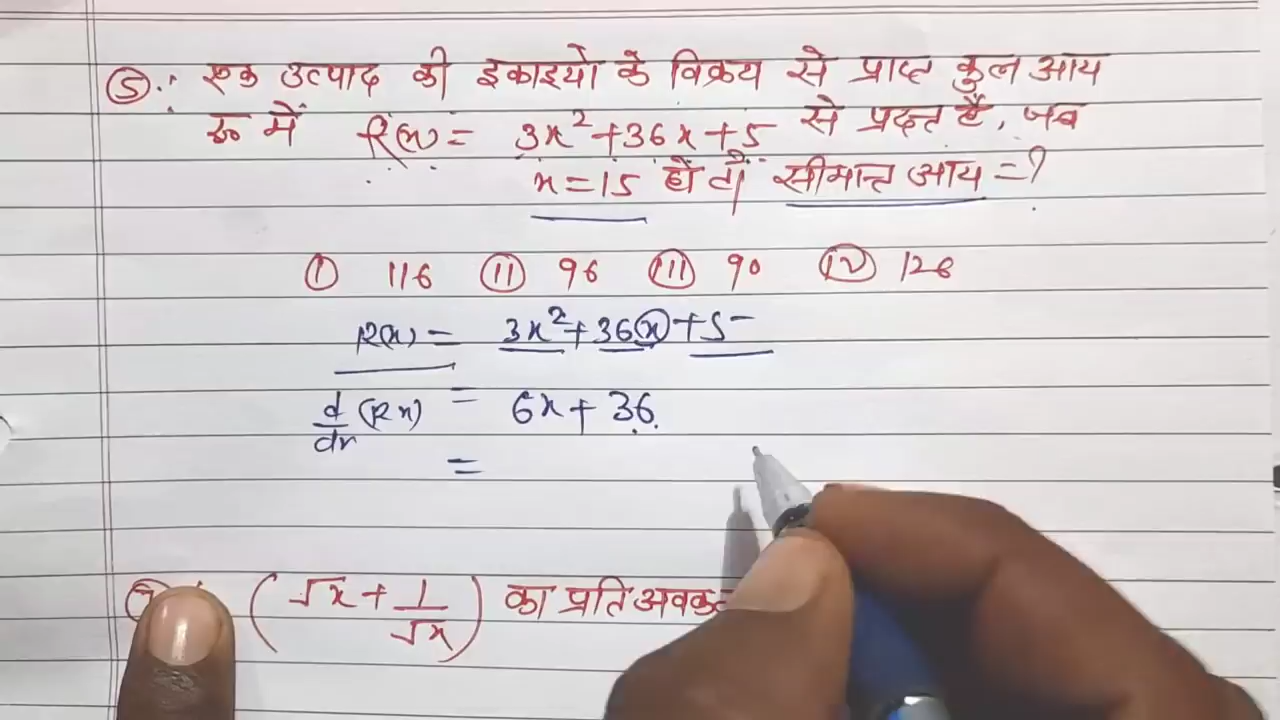 5. एक उत्पाद की इकाइयो के विक्रय से प्राप्त कुल आय
रू में R(x) = 3x² + 36x + 5 से प्रदत्त है, जब
x = 15 हो तो सीमान्त आय = ?
(i) 116 (ii) 96 (iii) 90 (iv) 126
R(x) = 3x² + 36x + 5
d/dx (Rx) = 6x + 36
=
(√x + 1/√x) का प्रति